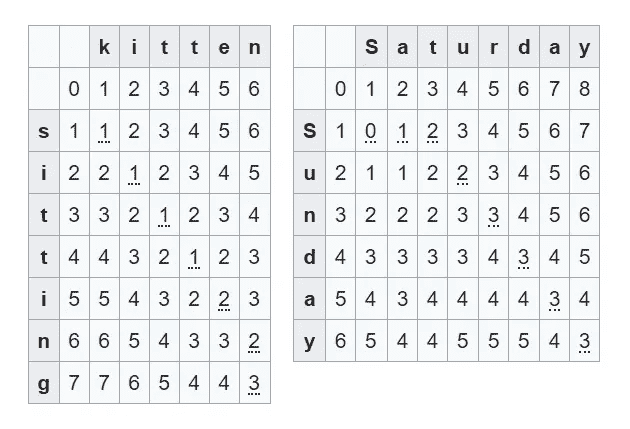 k i t t e n
0 1 2 3 4 5 6
s 1 1 2 3 4 5 6
i 2 2 1 2 3 4 5
t 3 3 2 1 2 3 4
t 4 4 3 2 1 2 3
i 5 5 4 3 2 2 3
n 6 6 5 4 3 3 2
g 7 7 6 5 4 4 3
S a t u r d a y
0 1 2 3 4 5 6 7 8
S 1 0 1 2 3 4 5 6 7
u 2 1 1 2 2 3 4 5 6
n 3 2 2 2 3 3 4 5 6
d 4 3 3 3 3 4 3 4 5
a 5 4 3 4 4 4 4 3 4
y 6 5 4 4 5 5 5 4 3